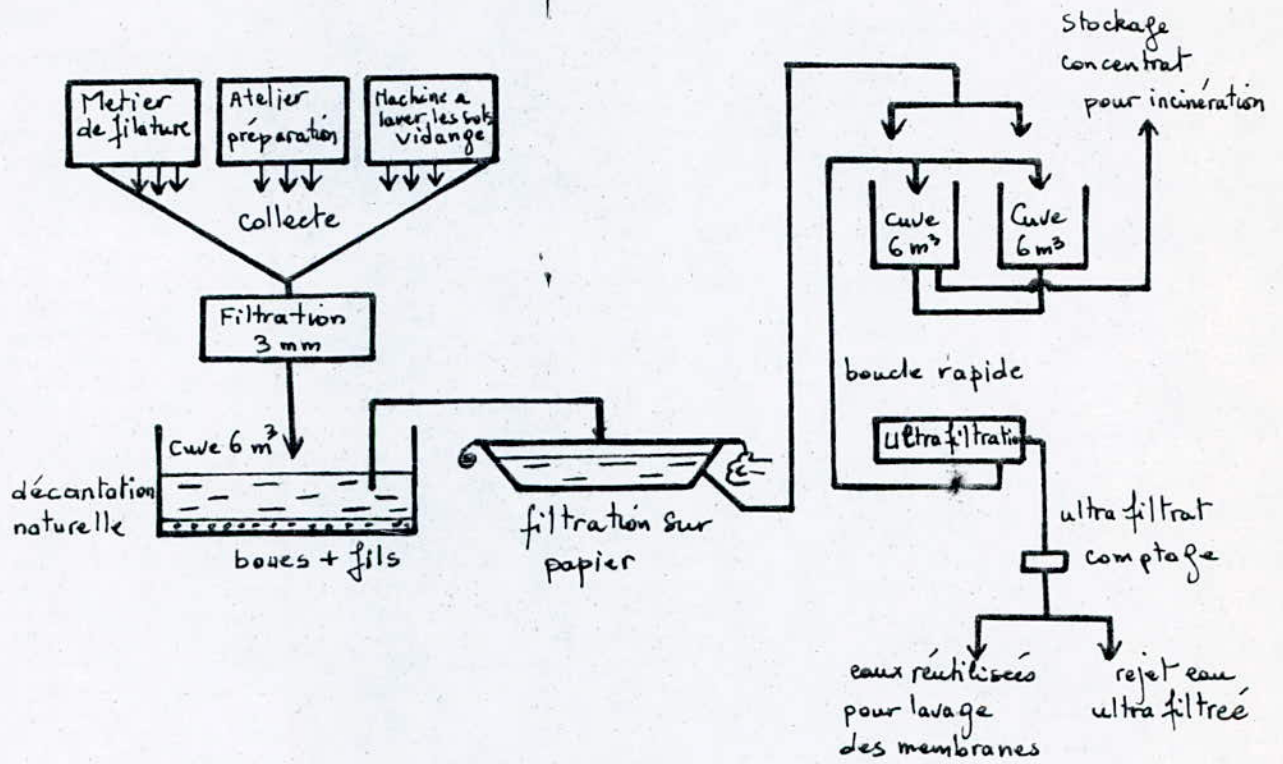 Metier
de filature
Atelier
préparation
Machine a
laver les sols
vidange
collecte
Filtration
3 mm
Cuve 6 m³
décantation
naturelle
boues + fils
filtration sur
papier
Stockage
concentrat
pour incinération
cuve
6 m³
Cuve
6 m³
boucle rapide
Ultrafiltration
ultra filtrat
comptage
eaux réutilisées
pour lavage
des membranes
rejet eau
ultra filtreé